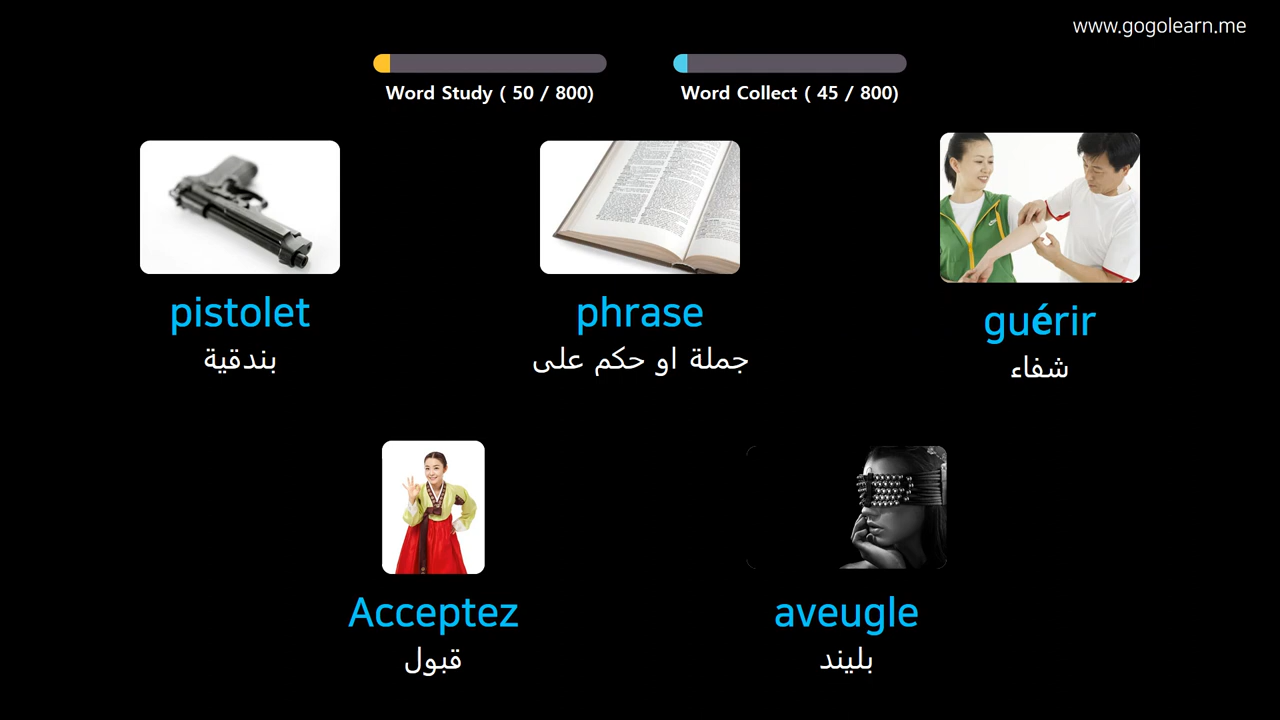 www.gogolearn.me
Word Study ( 50 / 800)
Word Collect ( 45 / 800)
pistolet
بندقية
phrase
جملة او حكم على
guérir
شفاء
Acceptez
قبول
aveugle
بليند